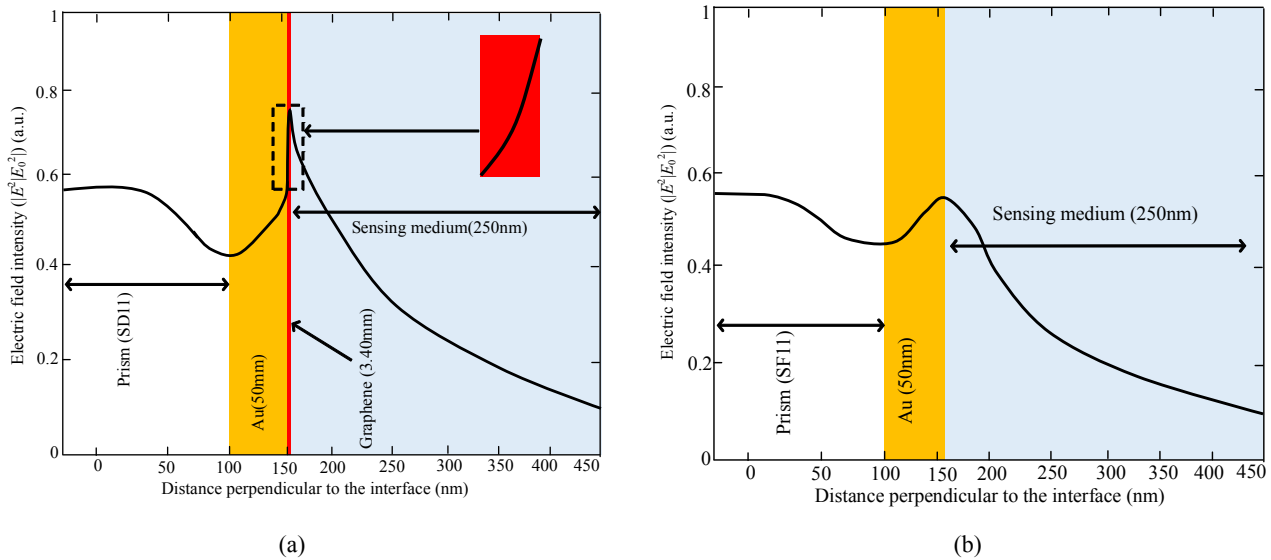 1
0.8
0.6
0.4
0.2
0
Electric field intensity (|E²|E₀²|) (a.u.)
Prism (SD11)
Au(50nm)
Graphene (3.40mm)
Sensing medium(250nm)
0 50 100 150 200 250 300 350 400 450
Distance perpendicular to the interface (nm)
(a)
1
0.8
0.6
0.4
0.2
0
Electric field intensity (|E²|E₀²|) (a.u.)
Prism (SF11)
Au (50nm)
Sensing medium (250nm)
0 50 100 150 200 250 300 350 400 450
Distance perpendicular to the interface (nm)
(b)